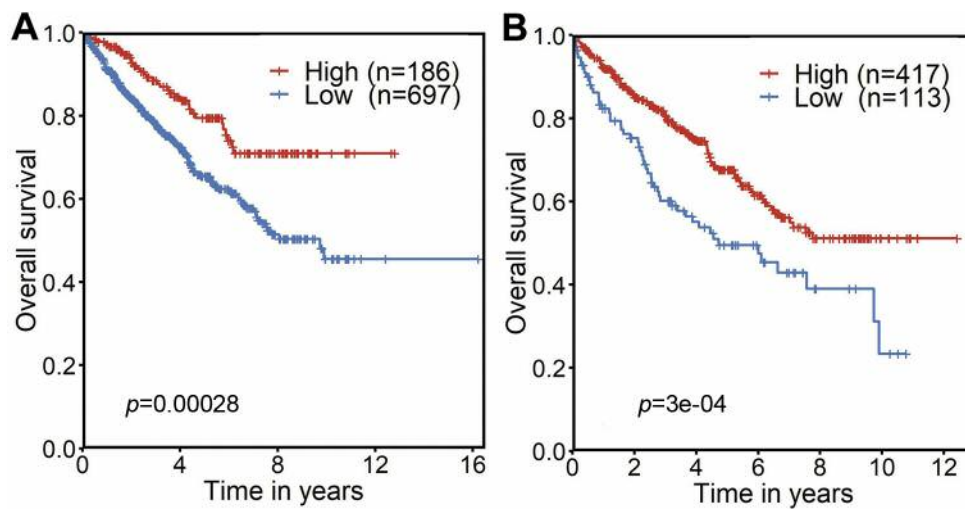 A
Overall survival
1.0
0.8
0.6
0.4
0.2
0.0
High (n=186)
Low (n=697)
p=0.00028
0 4 8 12 16
Time in years
B
Overall survival
1.0
0.8
0.6
0.4
0.2
0.0
High (n=417)
Low (n=113)
p=3e-04
0 2 4 6 8 10 12
Time in years